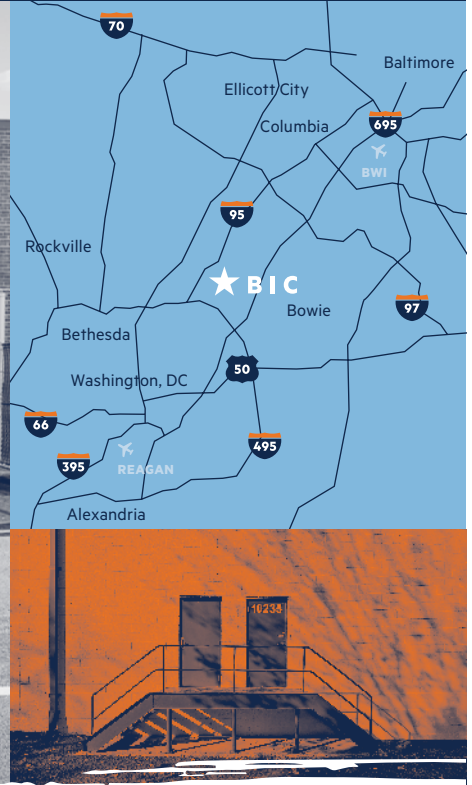 70
Baltimore
Ellicott City
Columbia
695
BWI
95
Rockville
BIC
97
Bowie
Bethesda
50
Washington, DC
66
495
395
REAGAN
Alexandria
10234